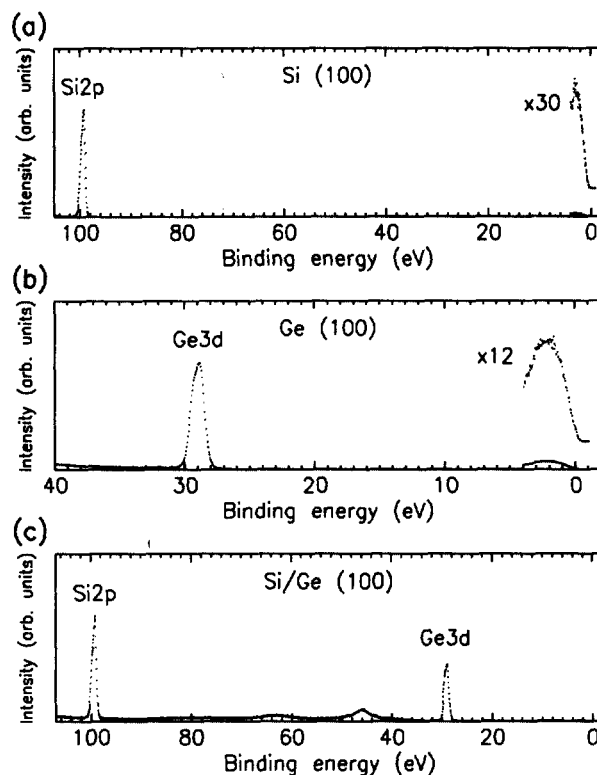 (a)
Intensity (arb. units)
Si2p
Si (100)
x30
100 80 60 40 20 0
Binding energy (eV)
(b)
Intensity (arb. units)
Ge3d
Ge (100)
x12
40 30 20 10 0
Binding energy (eV)
(c)
Intensity (arb. units)
Si2p
Si/Ge (100)
Ge3d
100 80 60 40 20 0
Binding energy (eV)